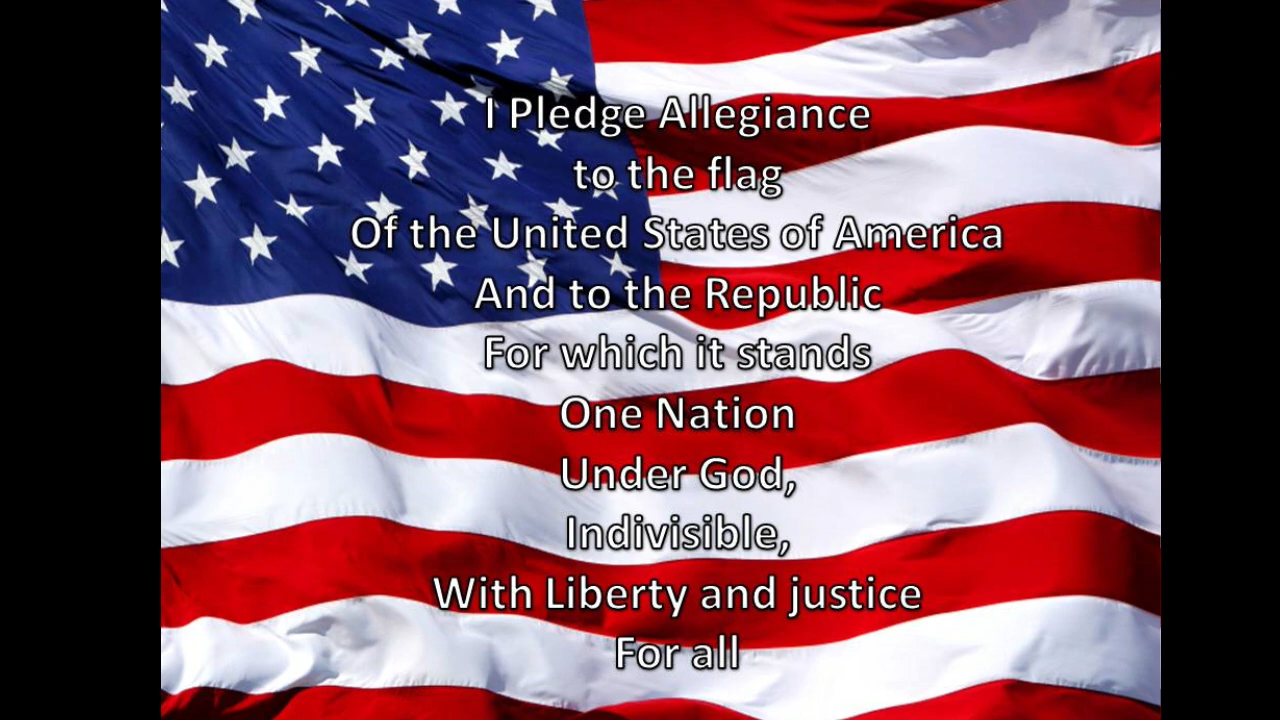 I Pledge Allegiance
to the flag
Of the United States of America
And to the Republic
For which it stands
One Nation
Under God,
Indivisible,
With Liberty and justice
For all